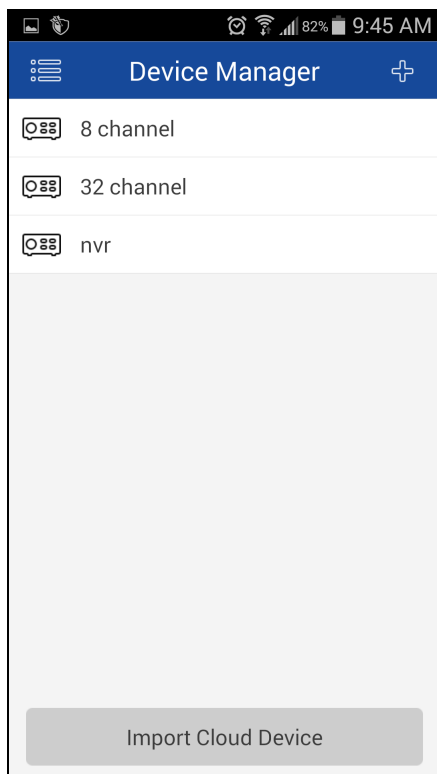 82% 9:45 AM
Device Manager
8 channel
32 channel
nvr
Import Cloud Device